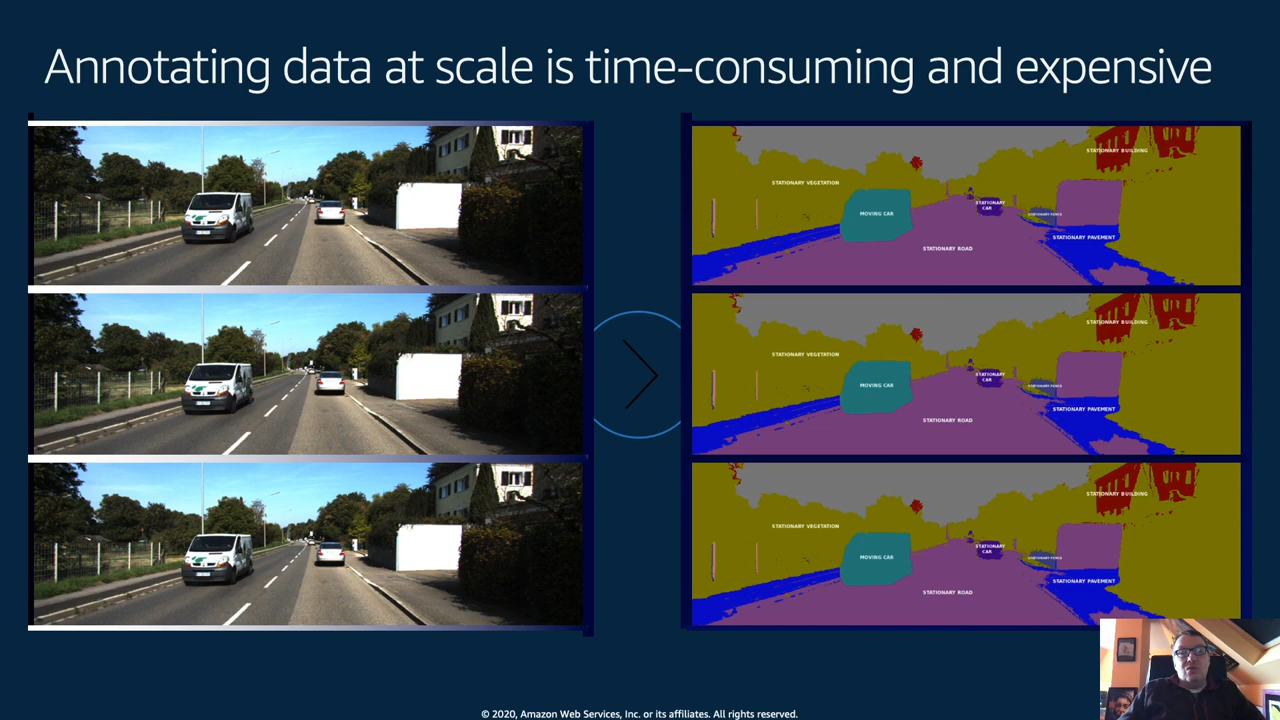 Annotating data at scale is time-consuming and expensive
STATIONARY BUILDING
STATIONARY VEGETATION
STATIONARY
CAR
MOVING CAR
STATIONARY FENCE
STATIONARY PAVEMENT
STATIONARY ROAD
STATIONARY BUILDING
STATIONARY VEGETATION
STATIONARY
CAR
MOVING CAR
STATIONARY FENCE
STATIONARY PAVEMENT
STATIONARY ROAD
STATIONARY BUILDING
STATIONARY VEGETATION
STATIONARY
CAR
MOVING CAR
STATIONARY FENCE
STATIONARY PAVEMENT
STATIONARY ROAD
© 2020, Amazon Web Services, Inc. or its affiliates. All rights reserved.